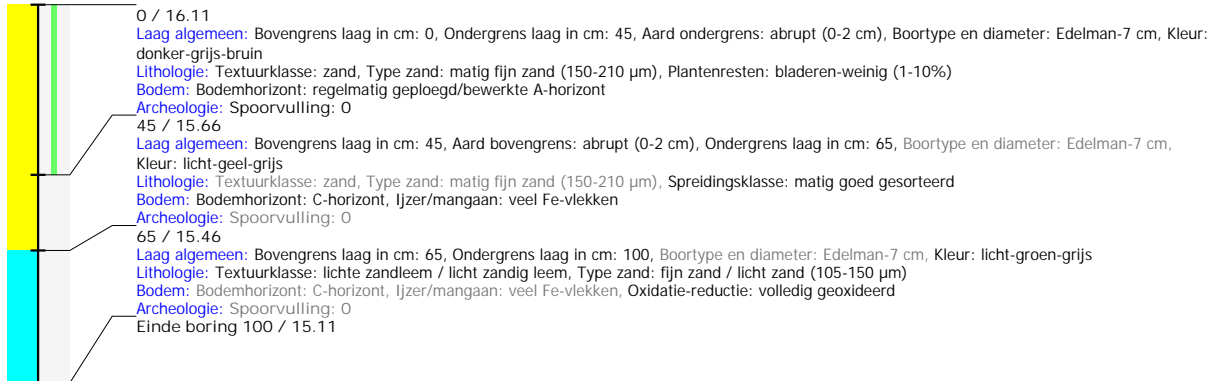 0 / 16.11
Laag algemeen: Bovengrens laag in cm: 0, Ondergrens laag in cm: 45, Aard ondergrens: abrupt (0-2 cm), Boortype en diameter: Edelman-7 cm, Kleur:
donker-grijs-bruin
Lithologie: Textuurklasse: zand, Type zand: matig fijn zand (150-210 µm), Plantenresten: bladeren-weinig (1-10%)
Bodem: Bodemhorizont: regelmatig geploegd/bewerkte A-horizont
Archeologie: Spoorvulling: 0
45 / 15.66
Laag algemeen: Bovengrens laag in cm: 45, Aard bovengrens: abrupt (0-2 cm), Ondergrens laag in cm: 65, Boortype en diameter: Edelman-7 cm,
Kleur: licht-geel-grijs
Lithologie: Textuurklasse: zand, Type zand: matig fijn zand (150-210 µm), Spreidingsklasse: matig goed gesorteerd
Bodem: Bodemhorizont: C-horizont, Ijzer/mangaan: veel Fe-vlekken
Archeologie: Spoorvulling: 0
65 / 15.46
Laag algemeen: Bovengrens laag in cm: 65, Ondergrens laag in cm: 100, Boortype en diameter: Edelman-7 cm, Kleur: licht-groen-grijs
Lithologie: Textuurklasse: lichte zandleem / licht zandig leem, Type zand: fijn zand / licht zand (105-150 µm)
Bodem: Bodemhorizont: C-horizont, Ijzer/mangaan: veel Fe-vlekken, Oxidatie-reductie: volledig geoxideerd
Archeologie: Spoorvulling: 0
Einde boring 100 / 15.11